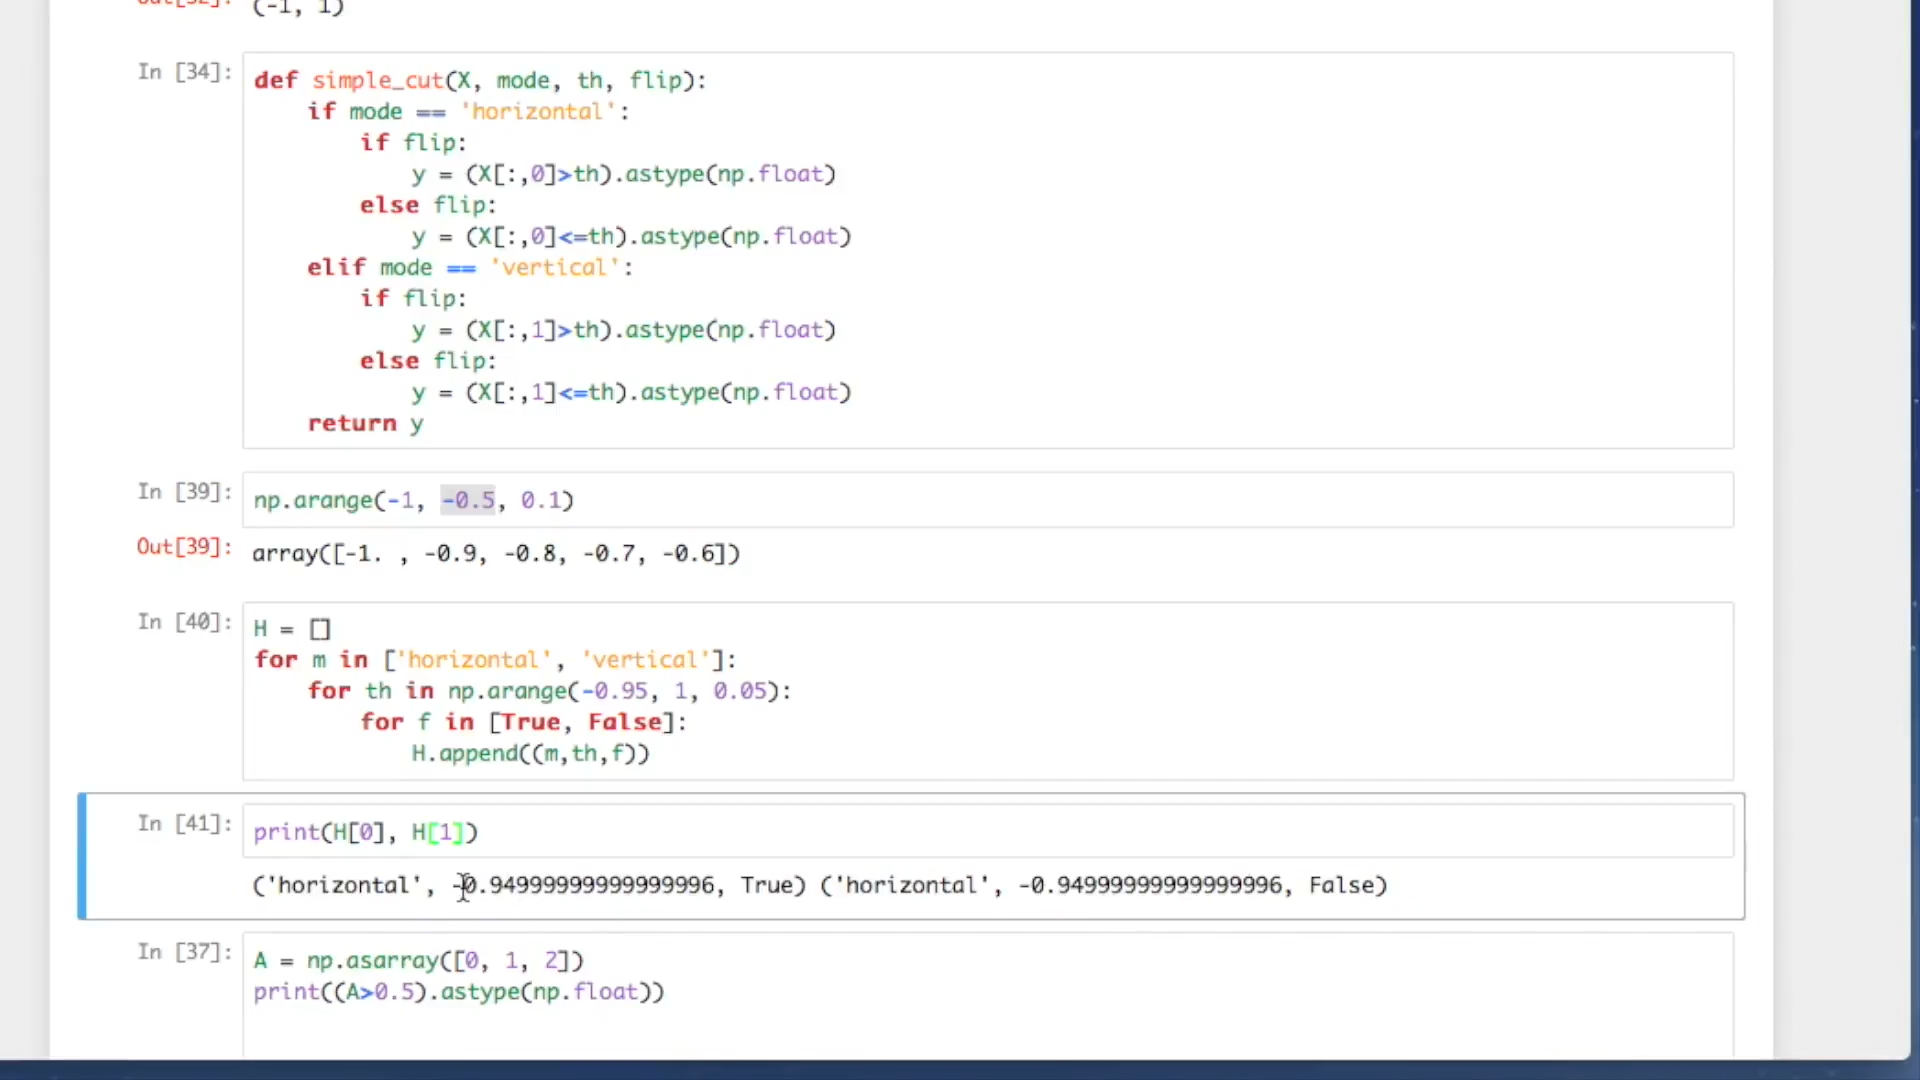 Out[32]: (-1, 1)
In [34]: def simple_cut(X, mode, th, flip):
if mode == 'horizontal':
if flip:
y = (X[:,0]>th).astype(np.float)
else flip:
y = (X[:,0]<=th).astype(np.float)
elif mode == 'vertical':
if flip:
y = (X[:,1]>th).astype(np.float)
else flip:
y = (X[:,1]<=th).astype(np.float)
return y
In [39]: np.arange(-1, -0.5, 0.1)
Out[39]: array([-1. , -0.9, -0.8, -0.7, -0.6])
In [40]: H = []
for m in ['horizontal', 'vertical']:
for th in np.arange(-0.95, 1, 0.05):
for f in [True, False]:
H.append((m,th,f))
In [41]: print(H[0], H[1])
('horizontal', -0.94999999999999996, True) ('horizontal', -0.94999999999999996, False)
In [37]: A = np.asarray([0, 1, 2])
print((A>0.5).astype(np.float))